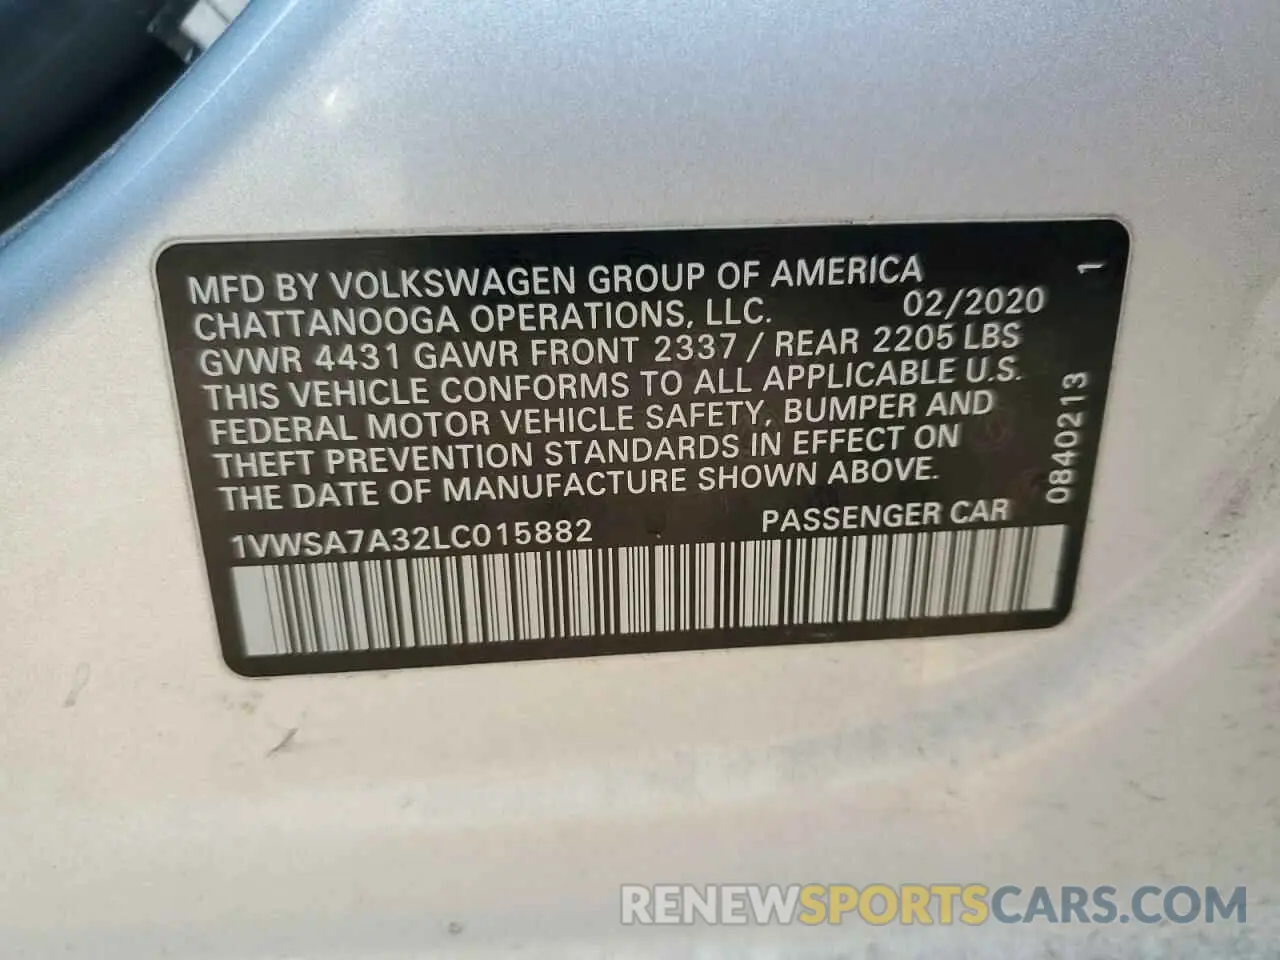 MFD BY VOLKSWAGEN GROUP OF AMERICA
CHATTANOOGA OPERATIONS, LLC. 02/2020
GVWR 4431 GAWR FRONT 2337 / REAR 2205 LBS
THIS VEHICLE CONFORMS TO ALL APPLICABLE U.S.
FEDERAL MOTOR VEHICLE SAFETY, BUMPER AND
THEFT PREVENTION STANDARDS IN EFFECT ON
THE DATE OF MANUFACTURE SHOWN ABOVE.
1VWSA7A32LC015882 PASSENGER CAR
0840213 1
RENEWSPORTSCARS.COM